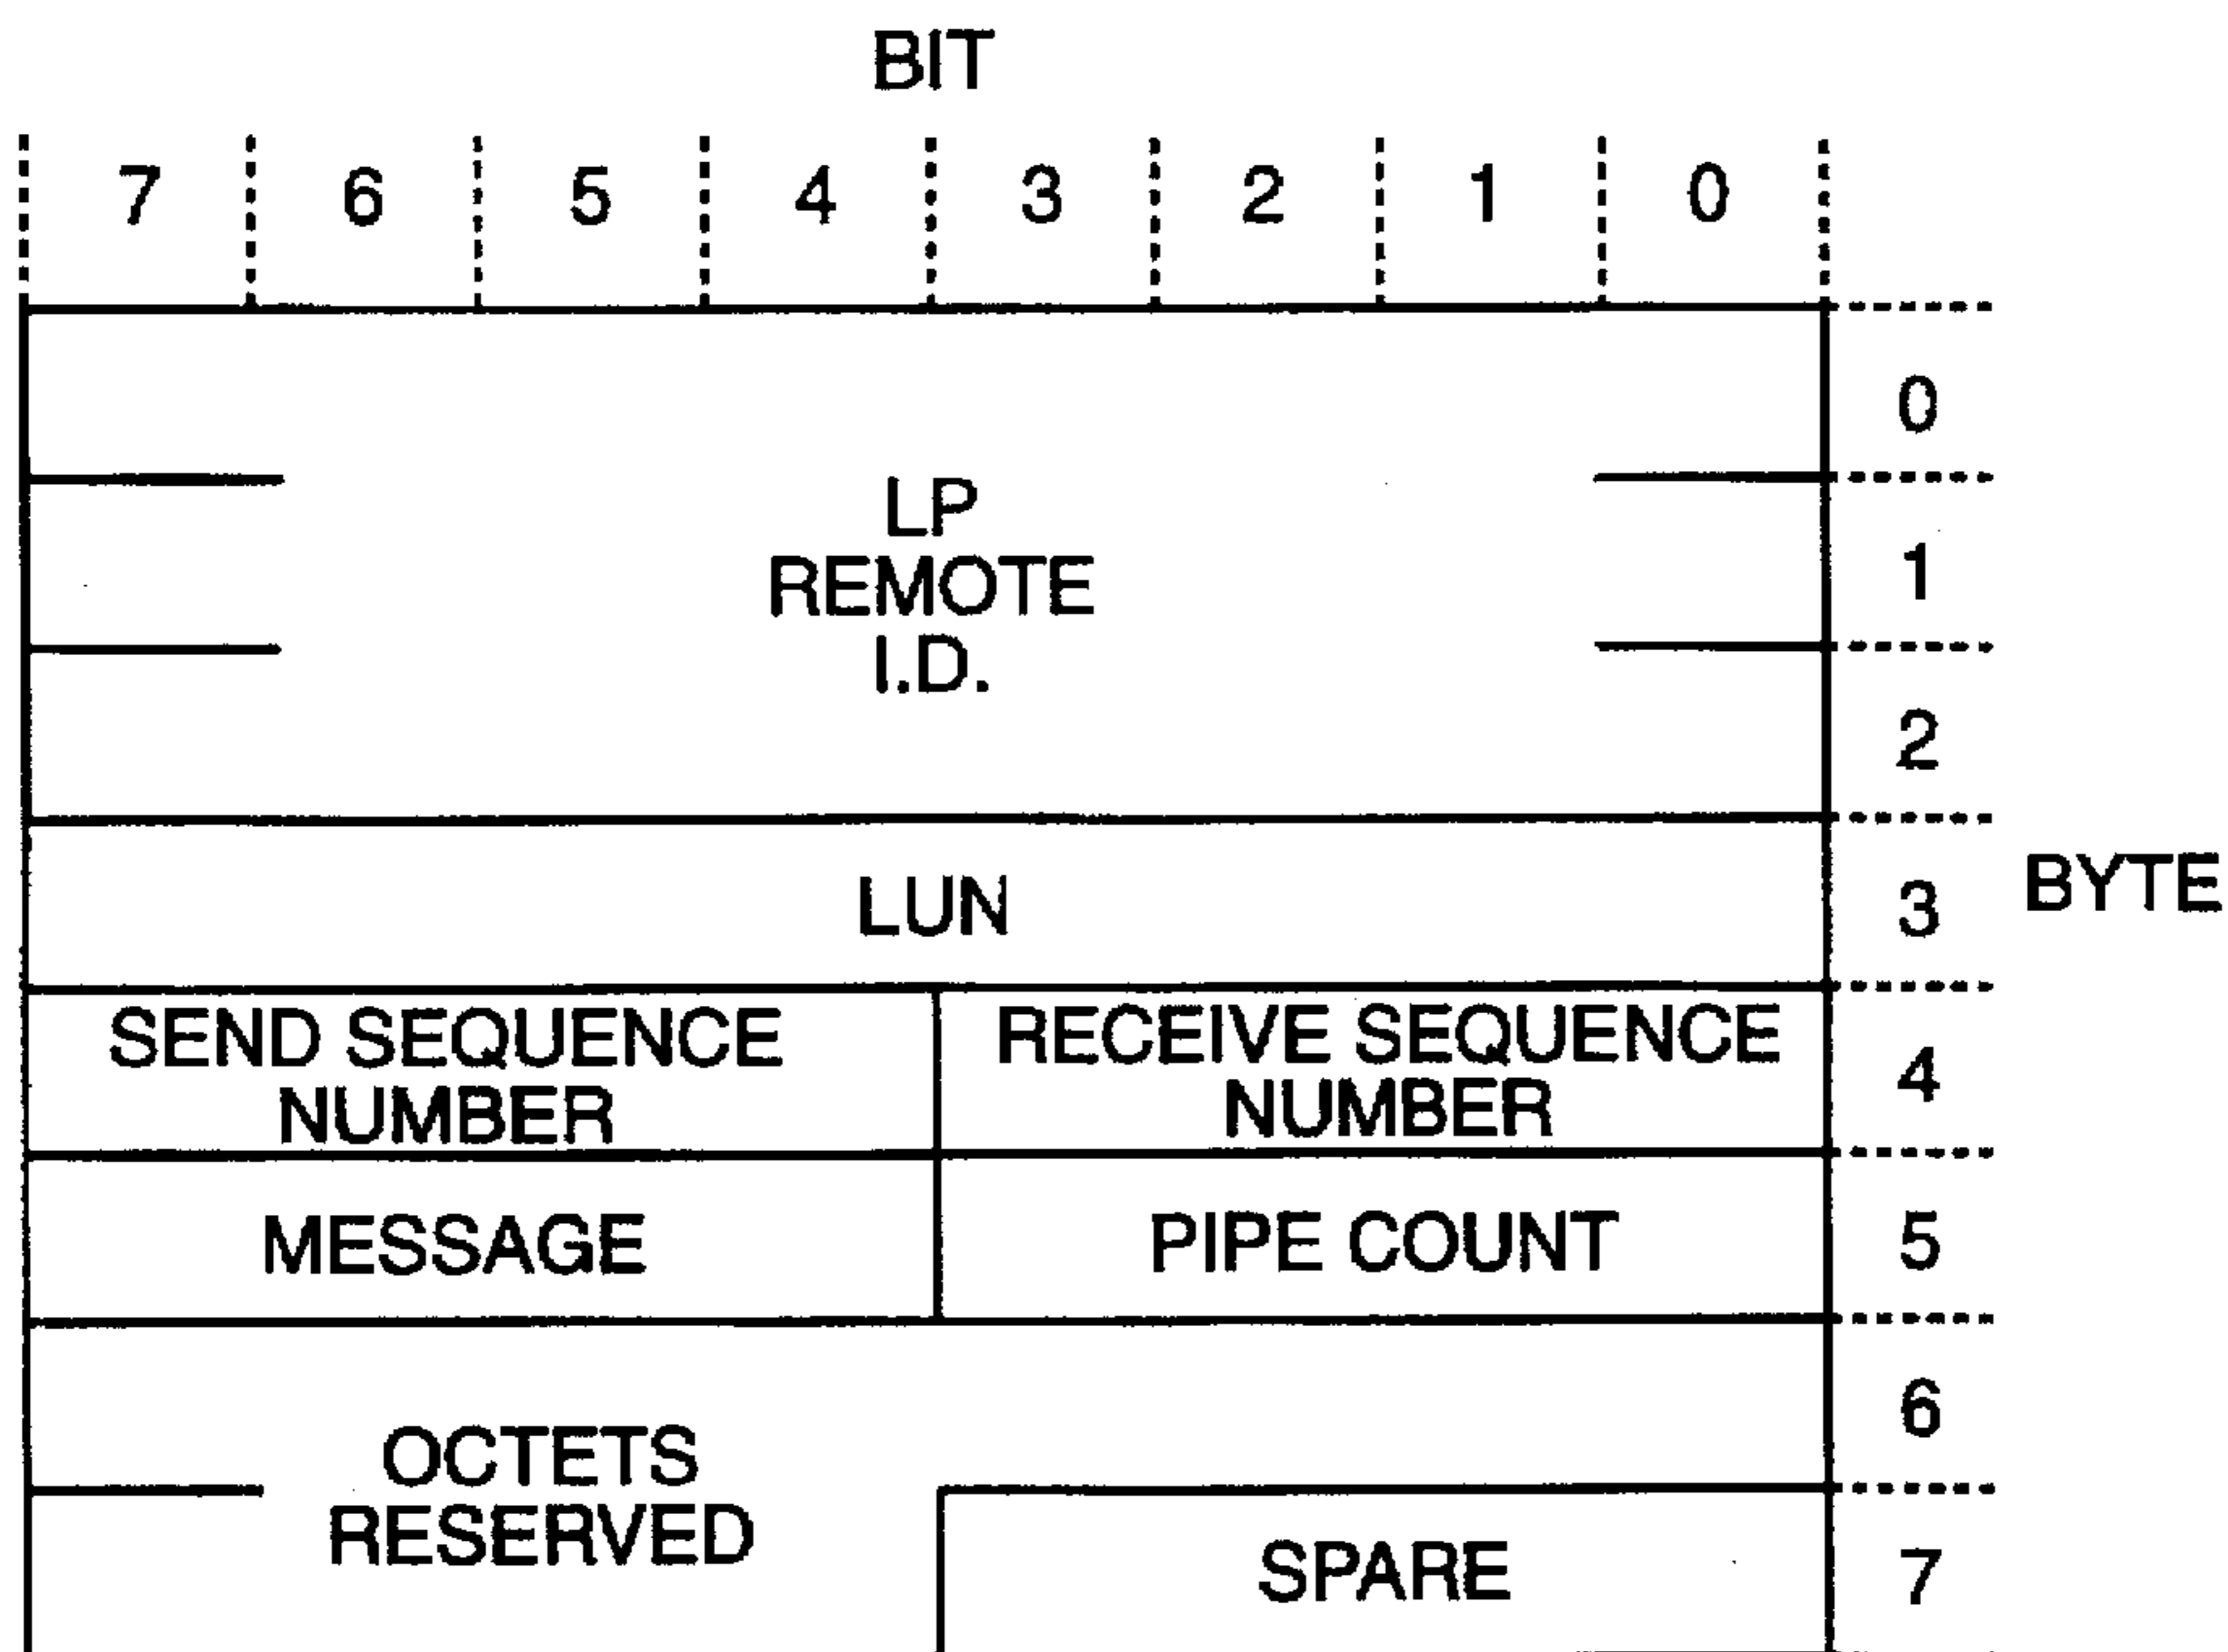 BIT
7 6 5 4 3 2 1 0
0
LP
REMOTE
I.D.
1
2
LUN
3
BYTE
SEND SEQUENCE
NUMBER
RECEIVE SEQUENCE
NUMBER
4
MESSAGE
PIPE COUNT
5
6
OCTETS
RESERVED
SPARE
7